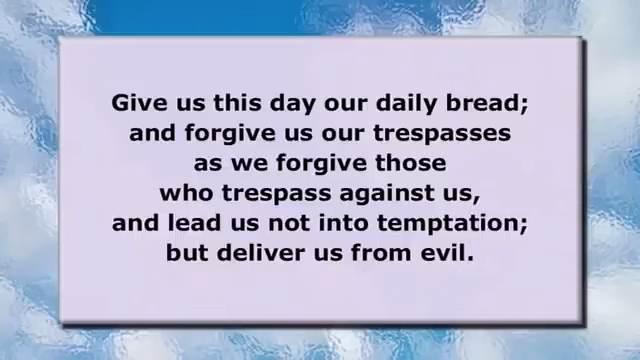 Give us this day our daily bread;
and forgive us our trespasses
as we forgive those
who trespass against us,
and lead us not into temptation;
but deliver us from evil.